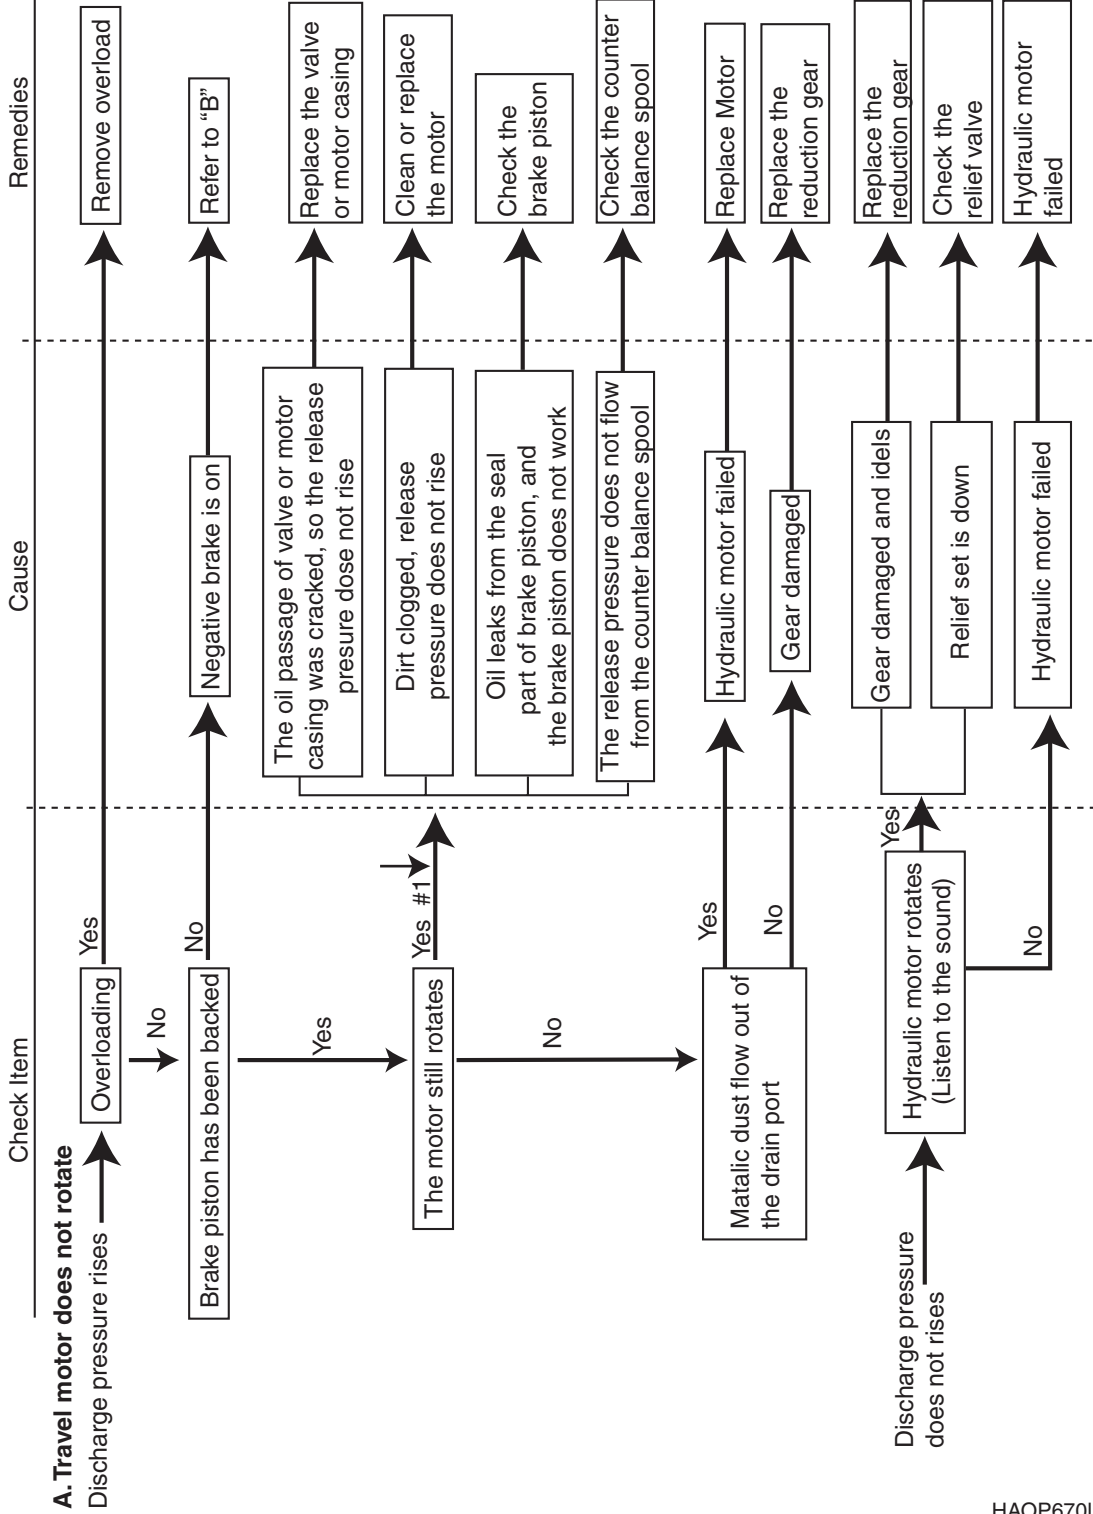 Check Item
Cause
Remedies
A. Travel motor does not rotate
Discharge pressure rises
Overloading
Yes
Remove overload
No
Brake piston has been backed
No
Negative brake is on
Refer to “B”
Yes
The motor still rotates
Yes #1
The oil passage of valve or motor
casing was cracked, so the release
presure dose not rise
Replace the valve
or motor casing
Dirt clogged, release
pressure does not rise
Clean or replace
the motor
Oil leaks from the seal
part of brake piston, and
the brake piston does not work
Check the
brake piston
The release pressure does not flow
from the counter balance spool
Check the counter
balance spool
No
Matalic dust flow out of
the drain port
Yes
Hydraulic motor failed
Replace Motor
No
Gear damaged
Replace the
reduction gear
Discharge pressure
does not rises
Hydraulic motor rotates
(Listen to the sound)
Yes
Gear damaged and idels
Replace the
reduction gear
Relief set is down
Check the
relief valve
No
Hydraulic motor failed
Hydraulic motor
failed